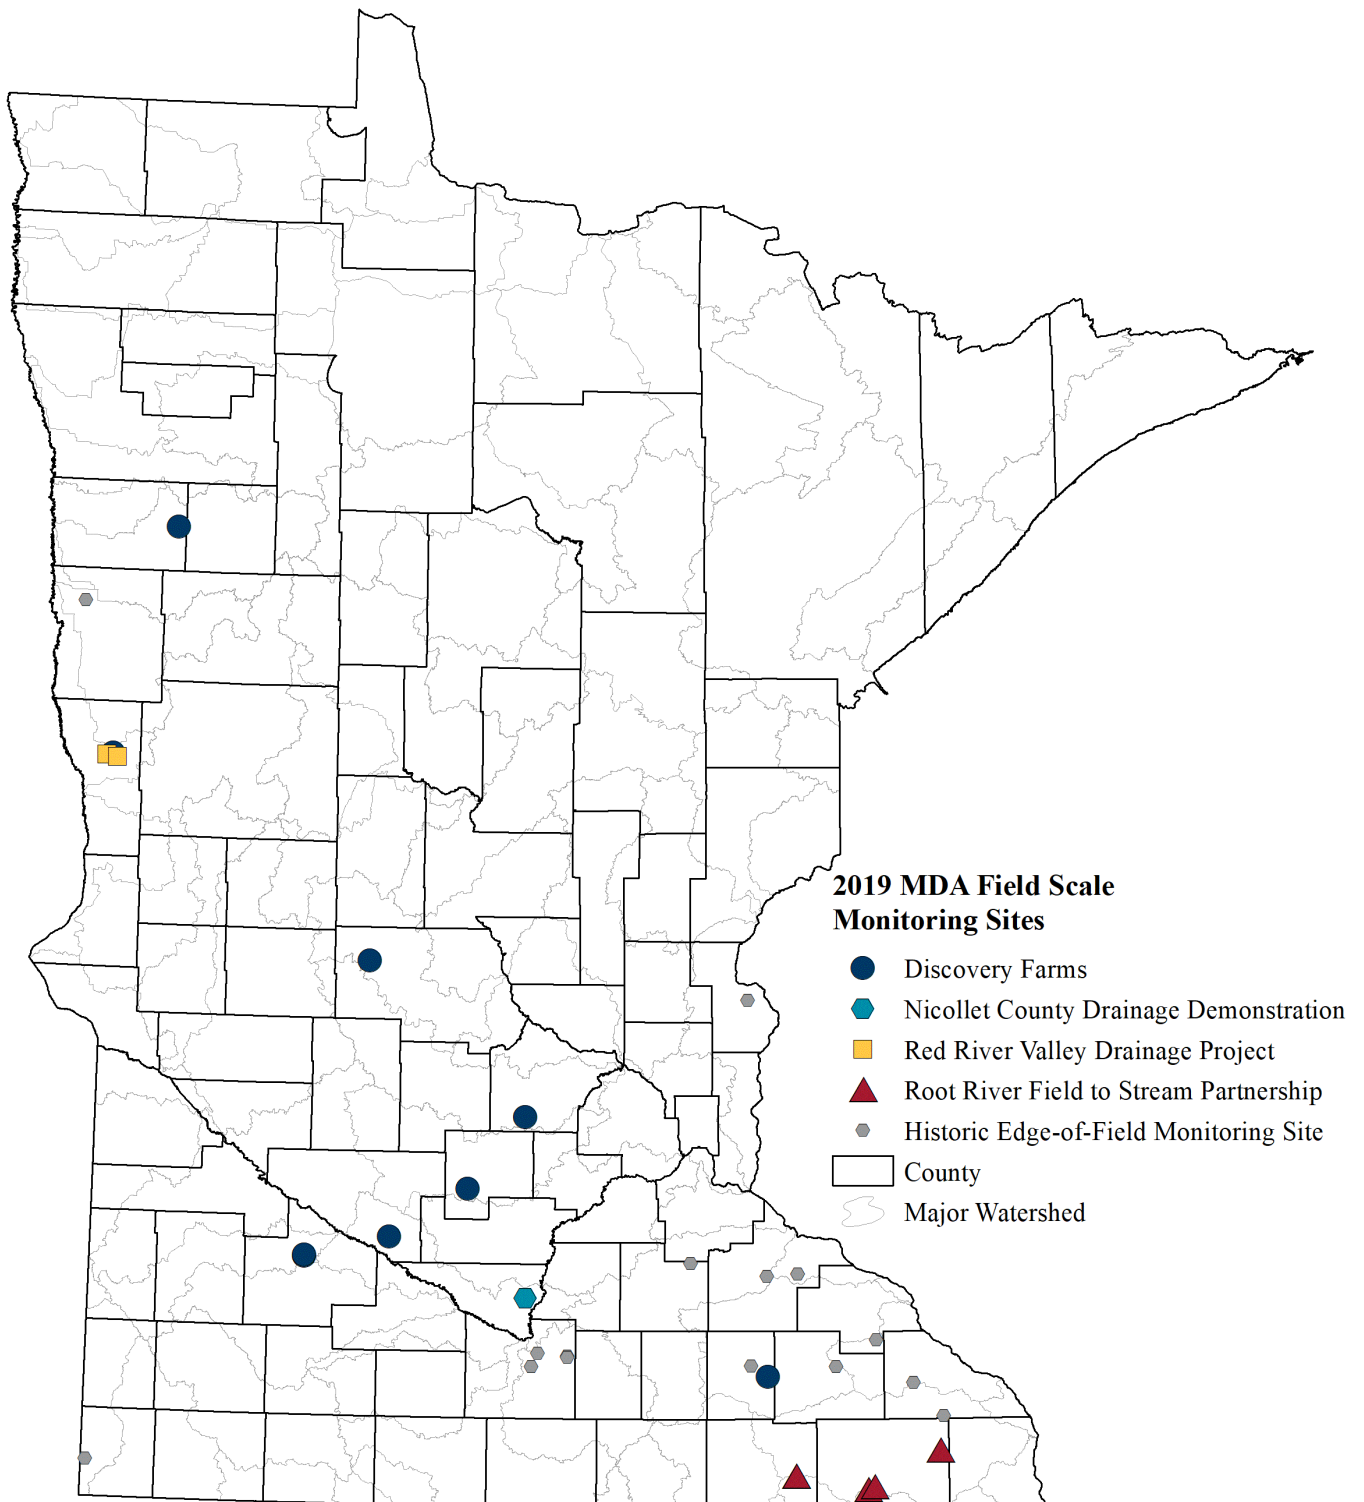 2019 MDA Field Scale
Monitoring Sites
Discovery Farms
Nicollet County Drainage Demonstration
Red River Valley Drainage Project
Root River Field to Stream Partnership
Historic Edge-of-Field Monitoring Site
County
Major Watershed